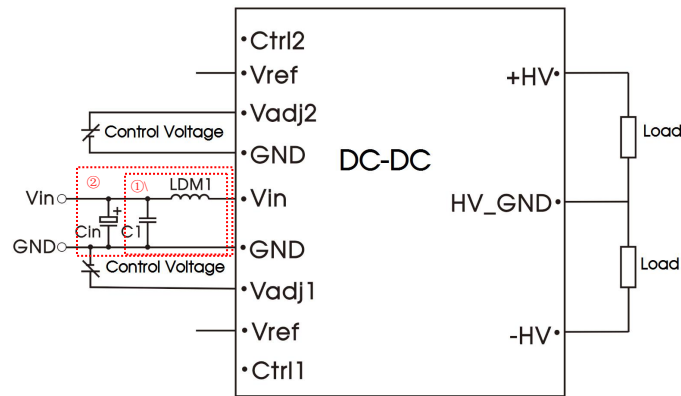 Ctrl2
Vref
+HV
Vadj2
Control Voltage
Load
GND
DC-DC
② ①\ LDM1
Vin
Vin
HV_GND
Cin + C1
GND
GND
Control Voltage
Load
Vadj1
Vref
-HV
Ctrl1